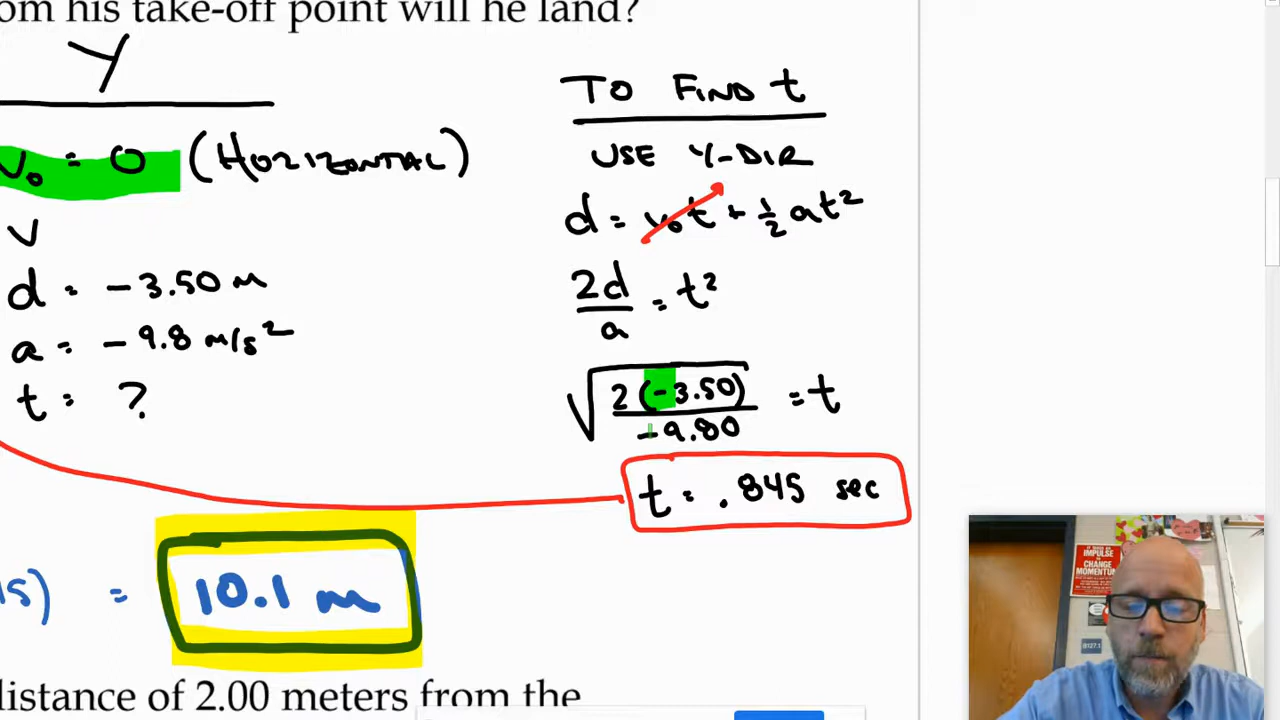 om his take-off point will he land?
Y
V₀ = 0 (HORIZONTAL)
V
d = -3.50 m
a = -9.8 m/s²
t = ?
TO FIND t
USE Y-DIR
d = v₀t + ½at²
2d/a = t²
√(2(-3.50)/-9.80) = t
t = .845 sec
s) = 10.1 m
distance of 2.00 meters from the
IMPULSE
CHANGE
MOMENTUM
B127.1